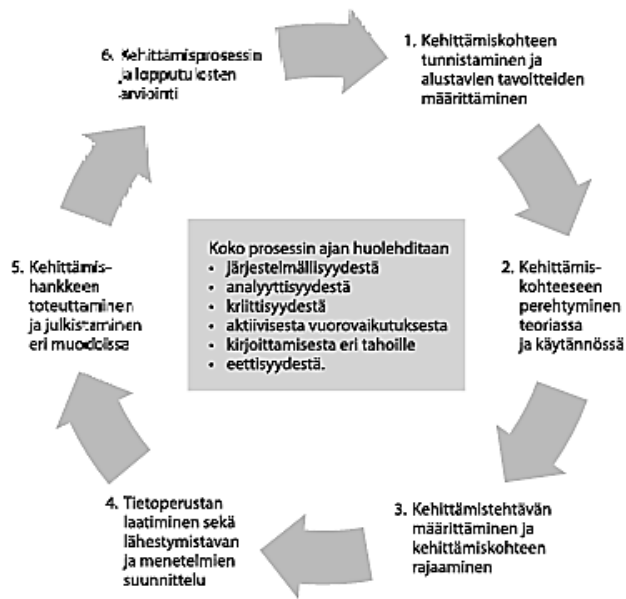 1. Kehittämiskohteen
tunnistaminen ja
alustavien tavoitteiden
määrittäminen
2. Kehittämis-
kohteeseen
perehtyminen
teoriassa
ja käytännössä
3. Kehittämistehtävän
määrittäminen ja
kehittämiskohteen
rajaaminen
4. Tietoperustan
laatiminen sekä
lähestymistavan
ja menetelmien
suunnittelu
5. Kehittämis-
hankkeen
toteuttaminen
ja julkistaminen
eri muodoissa
6. Kehittämisprosessin
ja lopputulosten
arviointi
Koko prosessin ajan huolehditaan
• järjestelmällisyydestä
• analyyttisyydestä
• kriittisyydestä
• aktiivisesta vuorovaikutuksesta
• kirjoittamisesta eri tahoille
• eettisyydestä.